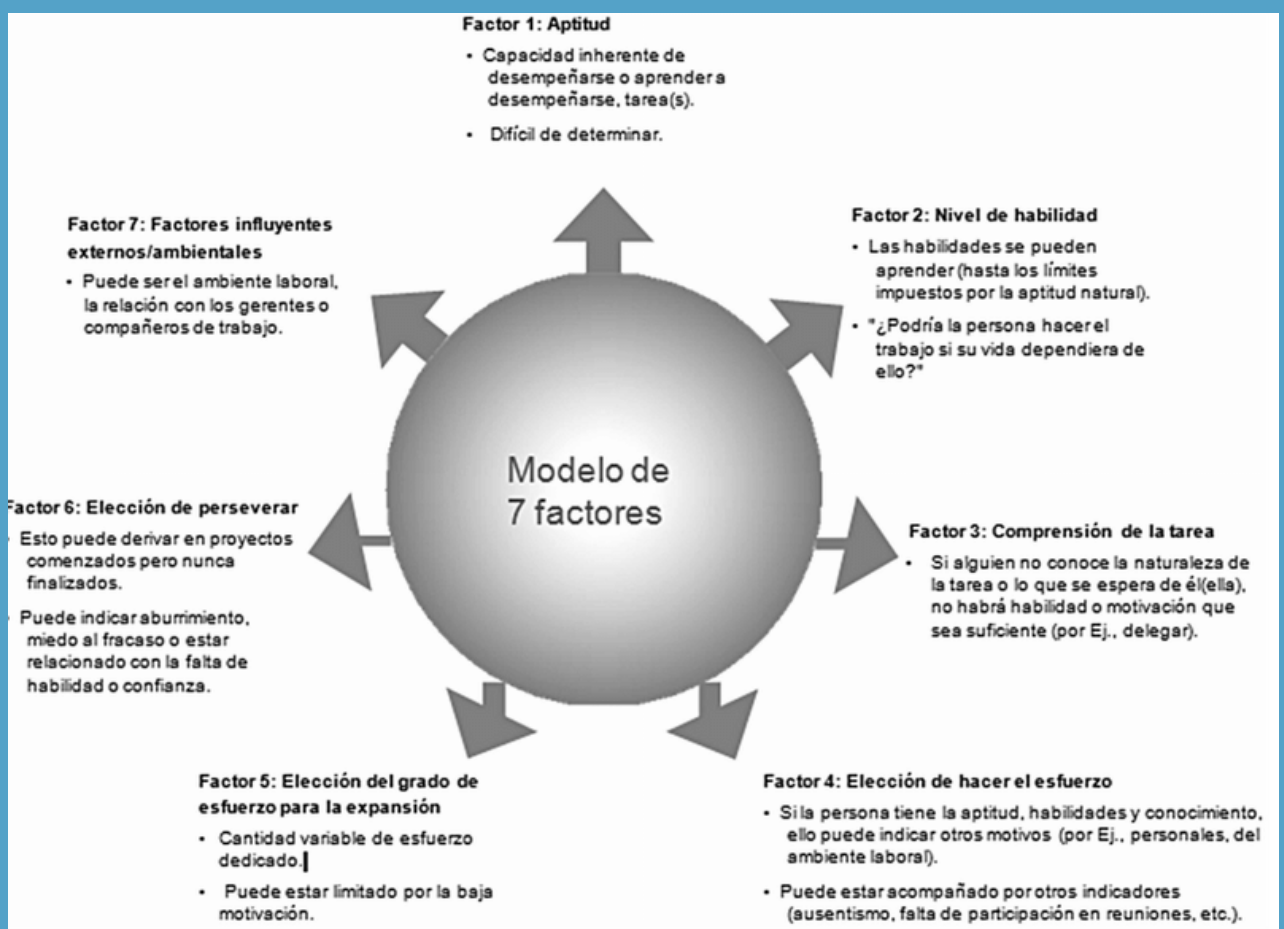 Factor 1: Aptitud
• Capacidad inherente de
desempeñarse o aprender a
desempeñarse, tarea(s).
• Difícil de determinar.
Factor 2: Nivel de habilidad
• Las habilidades se pueden
aprender (hasta los límites
impuestos por la aptitud natural).
• "¿Podría la persona hacer el
trabajo si su vida dependiera de
ello?"
Factor 3: Comprensión de la tarea
• Si alguien no conoce la naturaleza de
la tarea o lo que se espera de él(ella),
no habrá habilidad o motivación que
sea suficiente (por Ej., delegar).
Factor 4: Elección de hacer el esfuerzo
• Si la persona tiene la aptitud, habilidades y conocimiento,
ello puede indicar otros motivos (por Ej., personales, del
ambiente laboral).
• Puede estar acompañado por otros indicadores
(ausentismo, falta de participación en reuniones, etc.).
Factor 5: Elección del grado de
esfuerzo para la expansión
• Cantidad variable de esfuerzo
dedicado.
• Puede estar limitado por la baja
motivación.
Factor 6: Elección de perseverar
• Esto puede derivar en proyectos
comenzados pero nunca
finalizados.
• Puede indicar aburrimiento,
miedo al fracaso o estar
relacionado con la falta de
habilidad o confianza.
Factor 7: Factores influyentes
externos/ambientales
• Puede ser el ambiente laboral,
la relación con los gerentes o
compañeros de trabajo.
Modelo de
7 factores